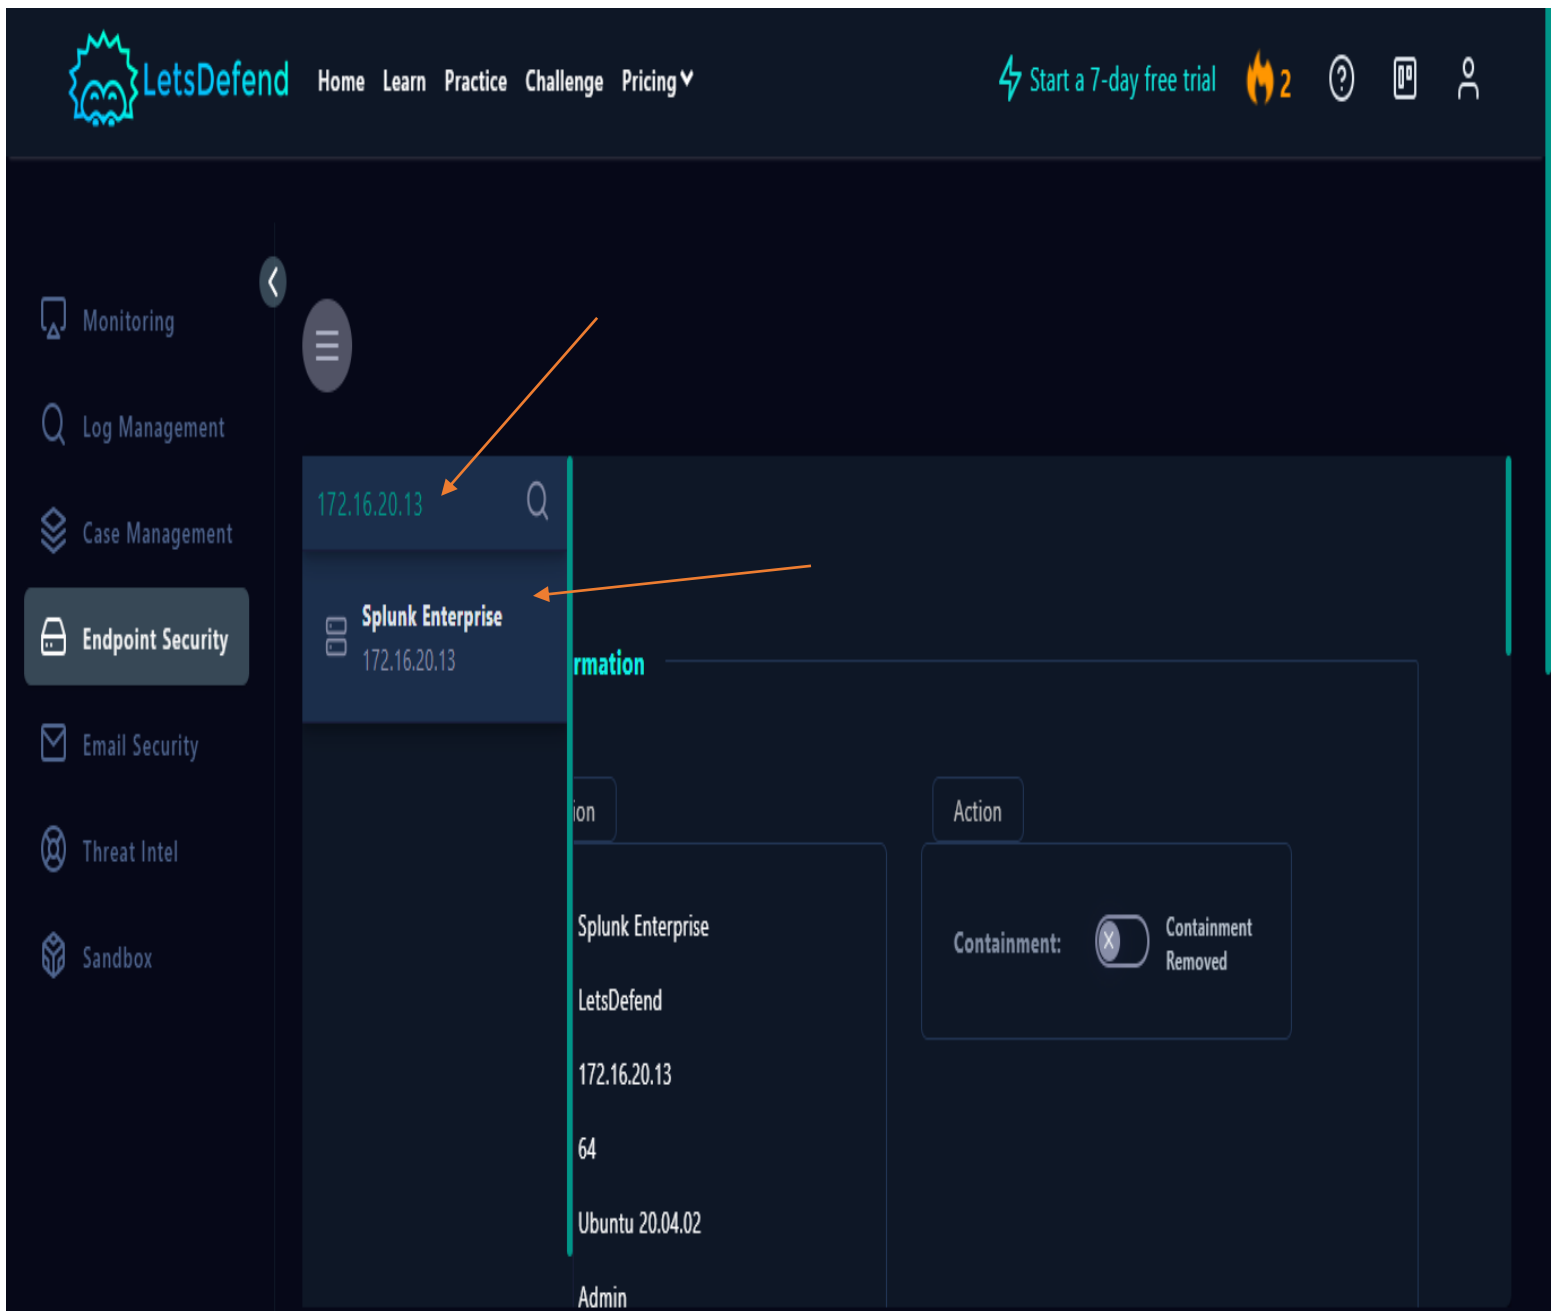 LetsDefend Home Learn Practice Challenge Pricing Start a 7-day free trial 2
Monitoring
Log Management
Case Management
Endpoint Security
Email Security
Threat Intel
Sandbox
172.16.20.13
Splunk Enterprise
172.16.20.13
rmation
ion
Splunk Enterprise
LetsDefend
172.16.20.13
64
Ubuntu 20.04.02
Admin
Action
Containment:
Containment
Removed